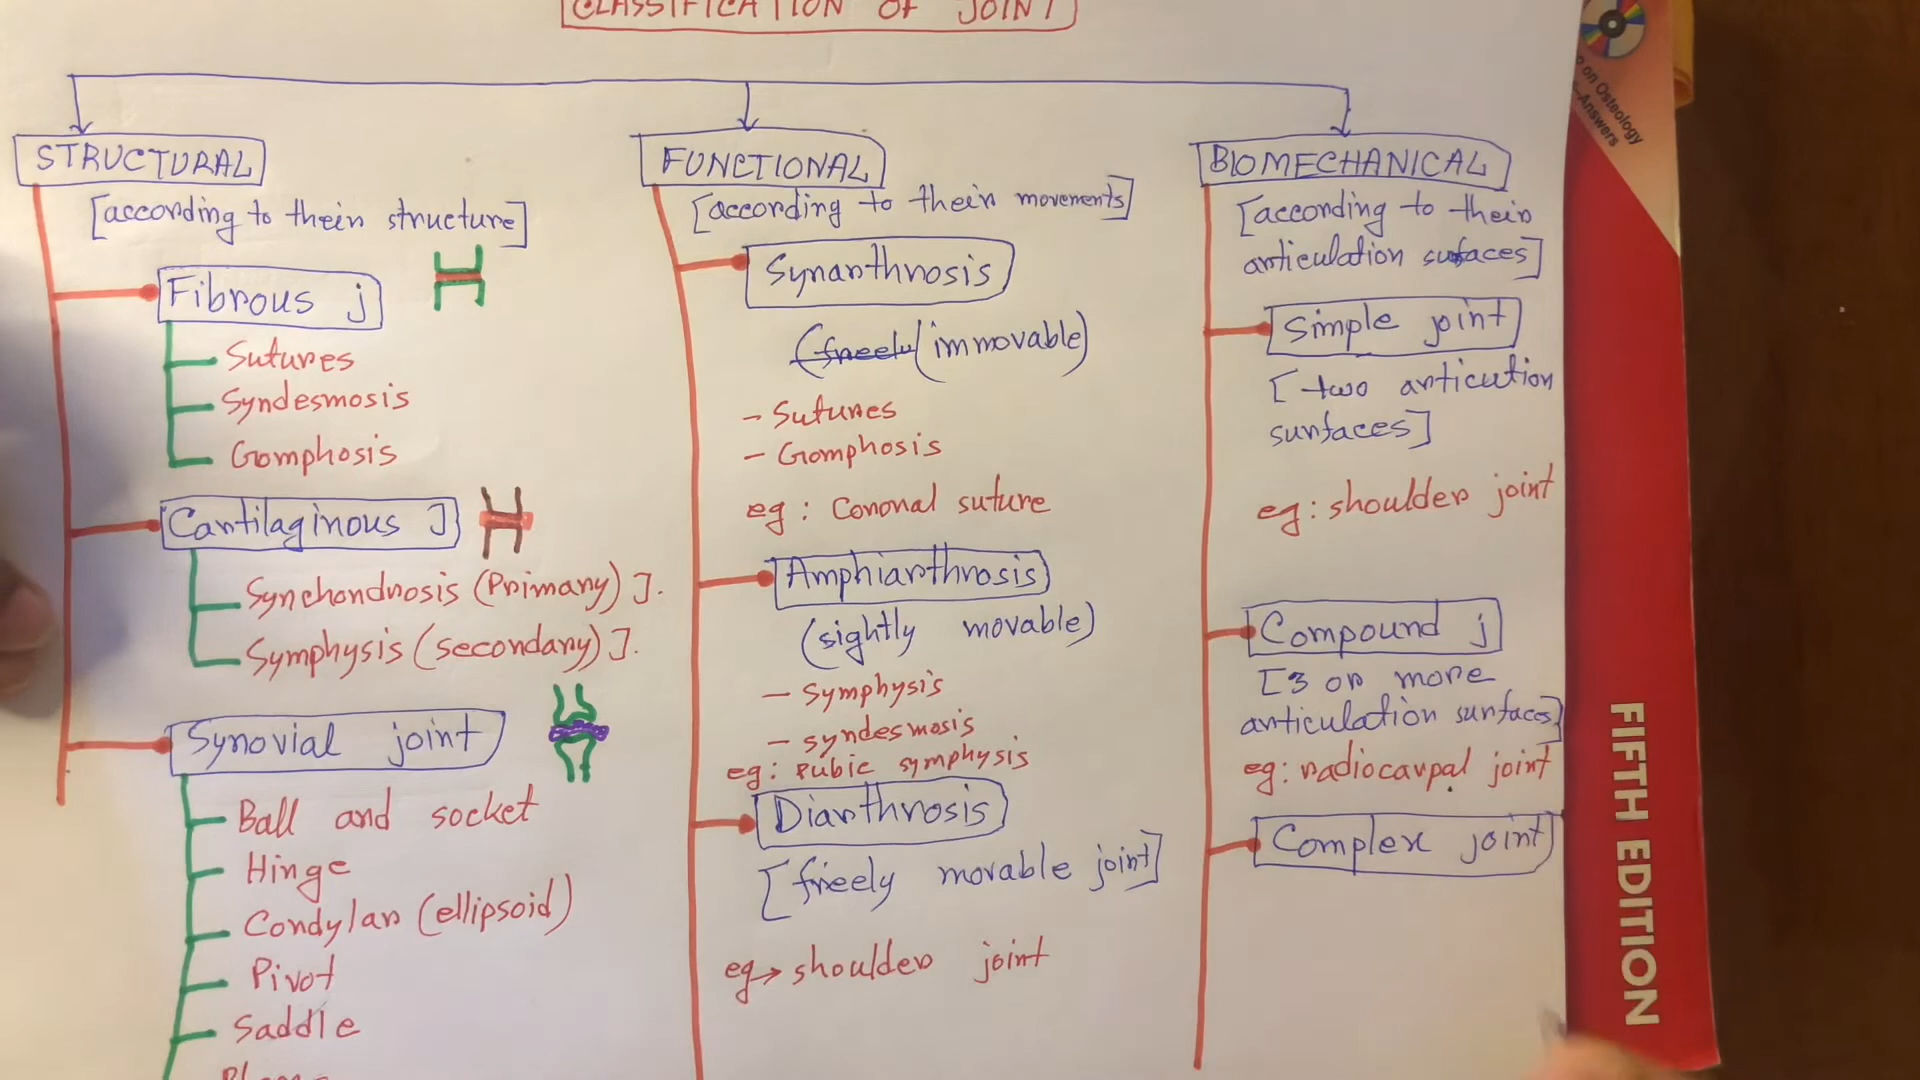 CLASSIFICATION OF JOINT
STRUCTURAL
[according to their structure]
Fibrous j
Sutures
Syndesmosis
Gomphosis
Cartilaginous J
Synchondrosis (Primary) J.
Symphysis (secondary) J.
Synovial joint
Ball and socket
Hinge
Condylar (ellipsoid)
Pivot
Saddle
FUNCTIONAL
[according to their movements]
Synarthrosis
(freely (immovable)
- Sutures
- Gomphosis
eg: Coronal suture
Amphiarthrosis
(sightly movable)
- Symphysis
- syndesmosis
eg: Pubic symphysis
Diarthrosis
[freely movable joint]
eg→ shoulder joint
BIOMECHANICAL
[according to their
articulation surfaces]
Simple joint
[two articution
surfaces]
eg: shoulder joint
Compound j
[3 or more
articulation surfaces]
eg: radiocarpal joint
Complex joint
on Osteology
-Answers
FIFTH EDITION